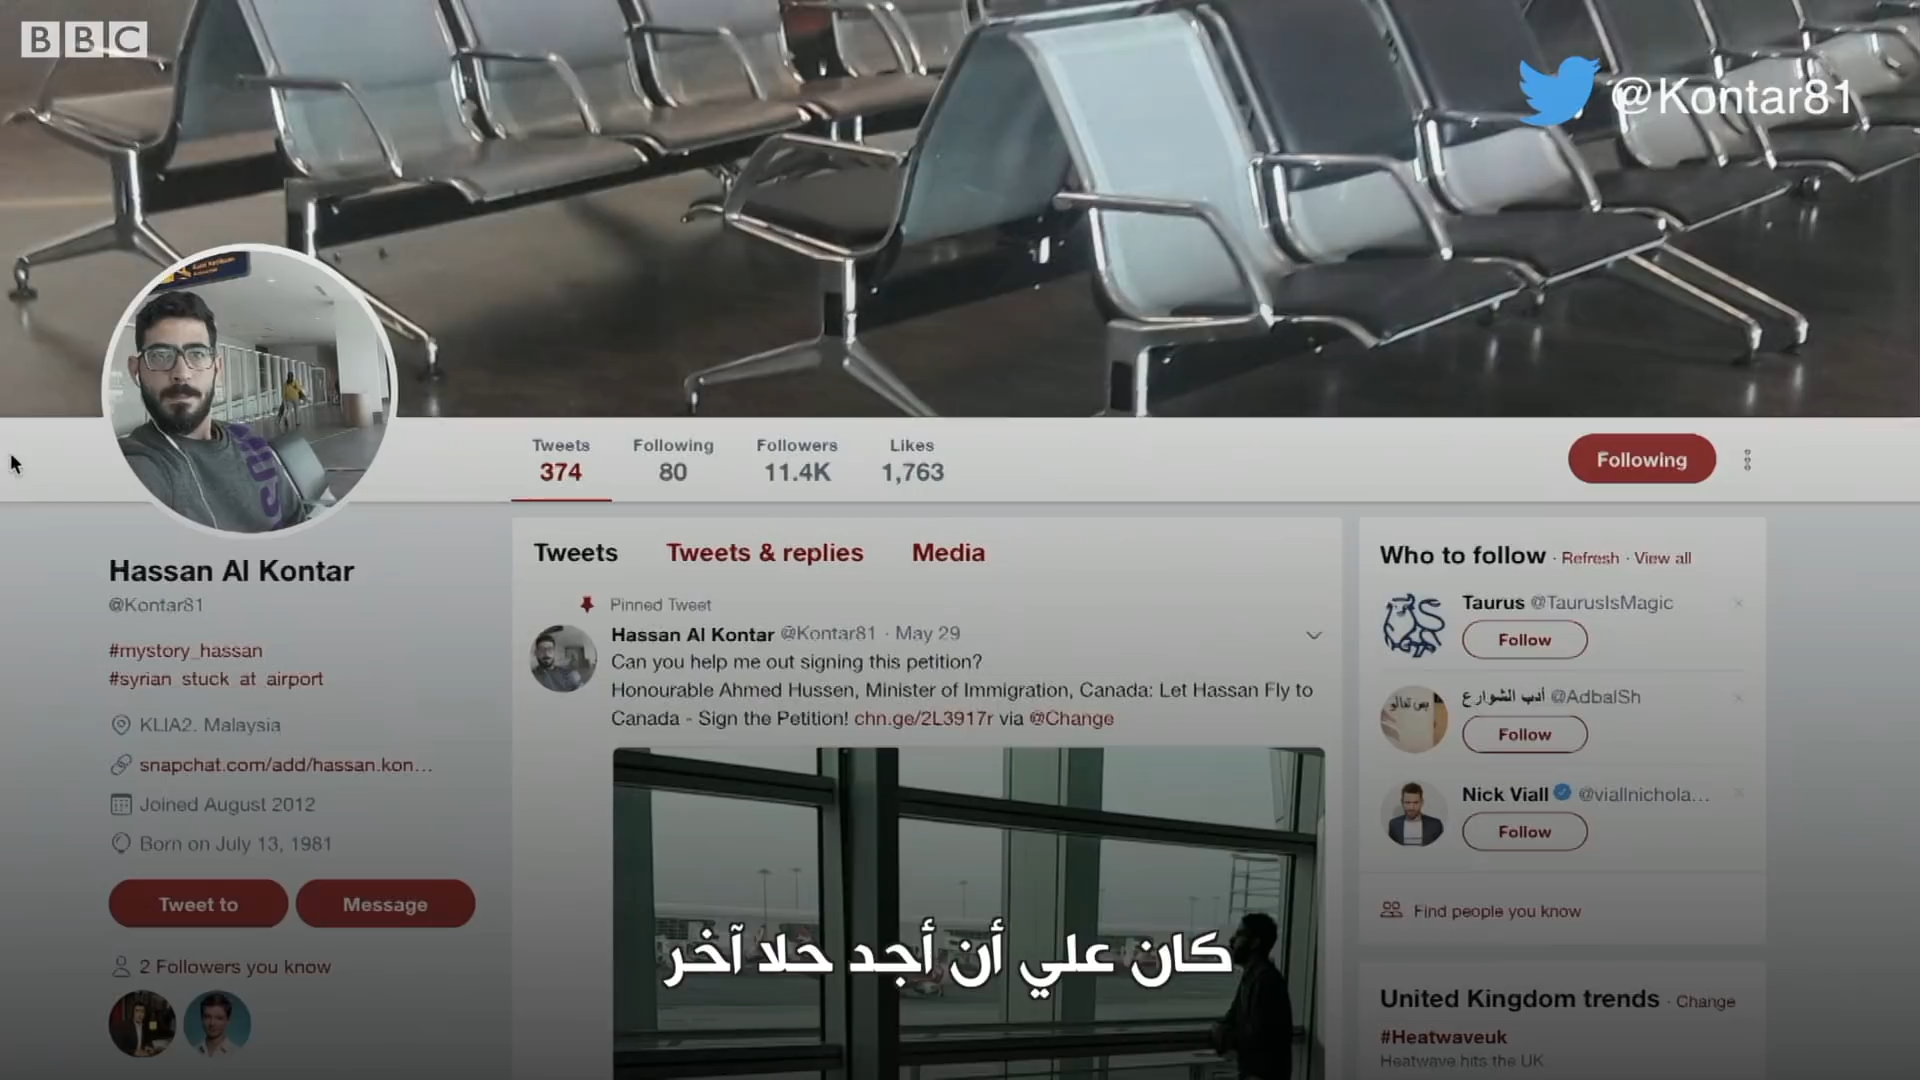 BBC
@Kontar81
Tweets
374
Following
80
Followers
11.4K
Likes
1,763
Following
Hassan Al Kontar
@Kontar81
#mystory_hassan
#syrian_stuck_at_airport
KLIA2. Malaysia
snapchat.com/add/hassan.kon...
Joined August 2012
Born on July 13, 1981
Tweet to
Message
2 Followers you know
Tweets
Tweets & replies
Media
Pinned Tweet
Hassan Al Kontar @Kontar81 · May 29
Can you help me out signing this petition?
Honourable Ahmed Hussen, Minister of Immigration, Canada: Let Hassan Fly to
Canada - Sign the Petition! chn.ge/2L3917r via @Change
كان علي أن أجد حلا آخر
Who to follow · Refresh · View all
Taurus @TaurusIsMagic
Follow
أدب الشوارع @AdbalSh
Follow
Nick Viall @viallnichola...
Follow
Find people you know
United Kingdom trends · Change
#Heatwaveuk
Heatwave hits the UK